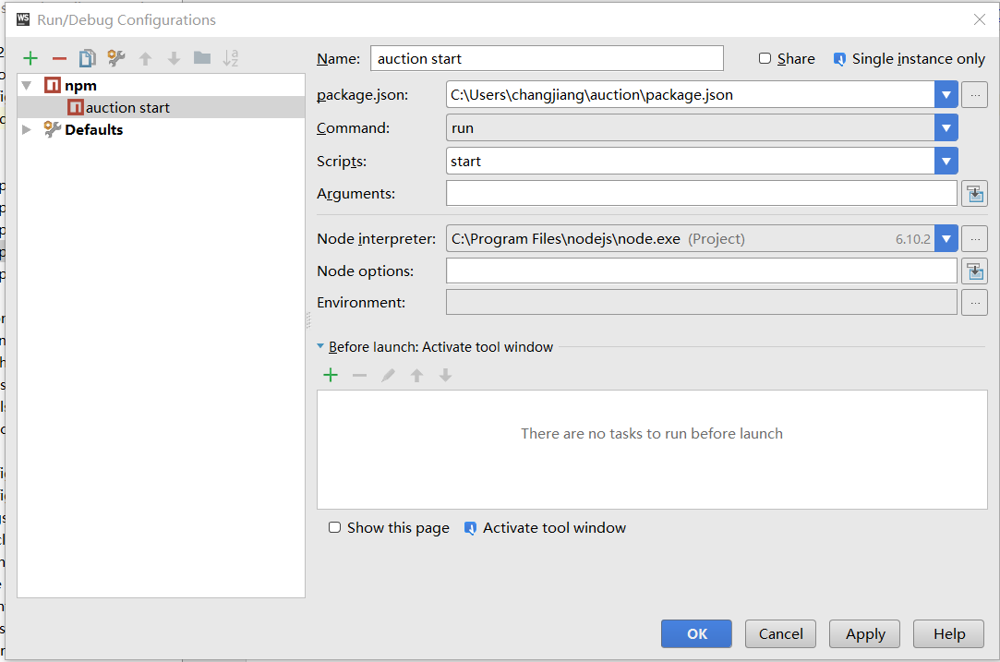 WS Run/Debug Configurations
Name: auction start Share Single instance only
npm
auction start
Defaults
package.json: C:\Users\changjiang\auction\package.json ...
Command: run
Scripts: start
Arguments:
Node interpreter: C:\Program Files\nodejs\node.exe (Project) 6.10.2 ...
Node options:
Environment: ...
Before launch: Activate tool window
There are no tasks to run before launch
Show this page Activate tool window
OK Cancel Apply Help